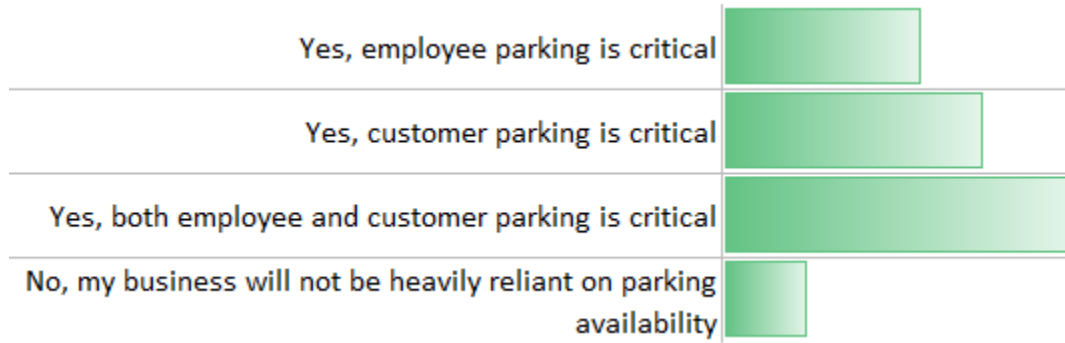 Yes, employee parking is critical
Yes, customer parking is critical
Yes, both employee and customer parking is critical
No, my business will not be heavily reliant on parking
availability